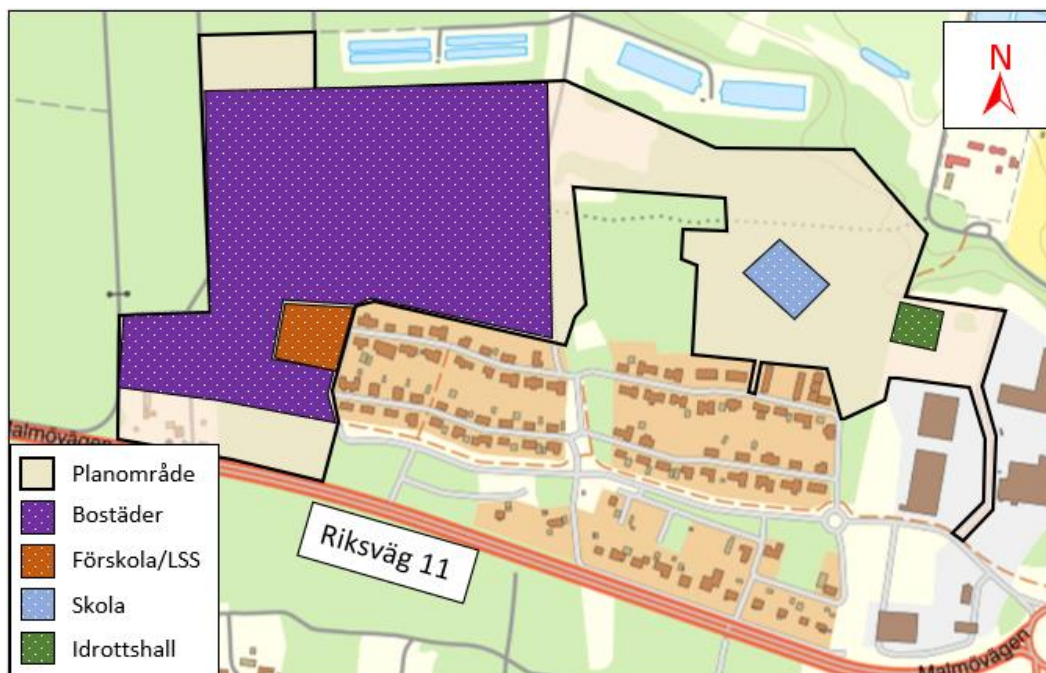 N
Malmövägen
Planområde
Bostäder
Förskola/LSS
Skola
Idrottshall
Riksväg 11
Malmövägen